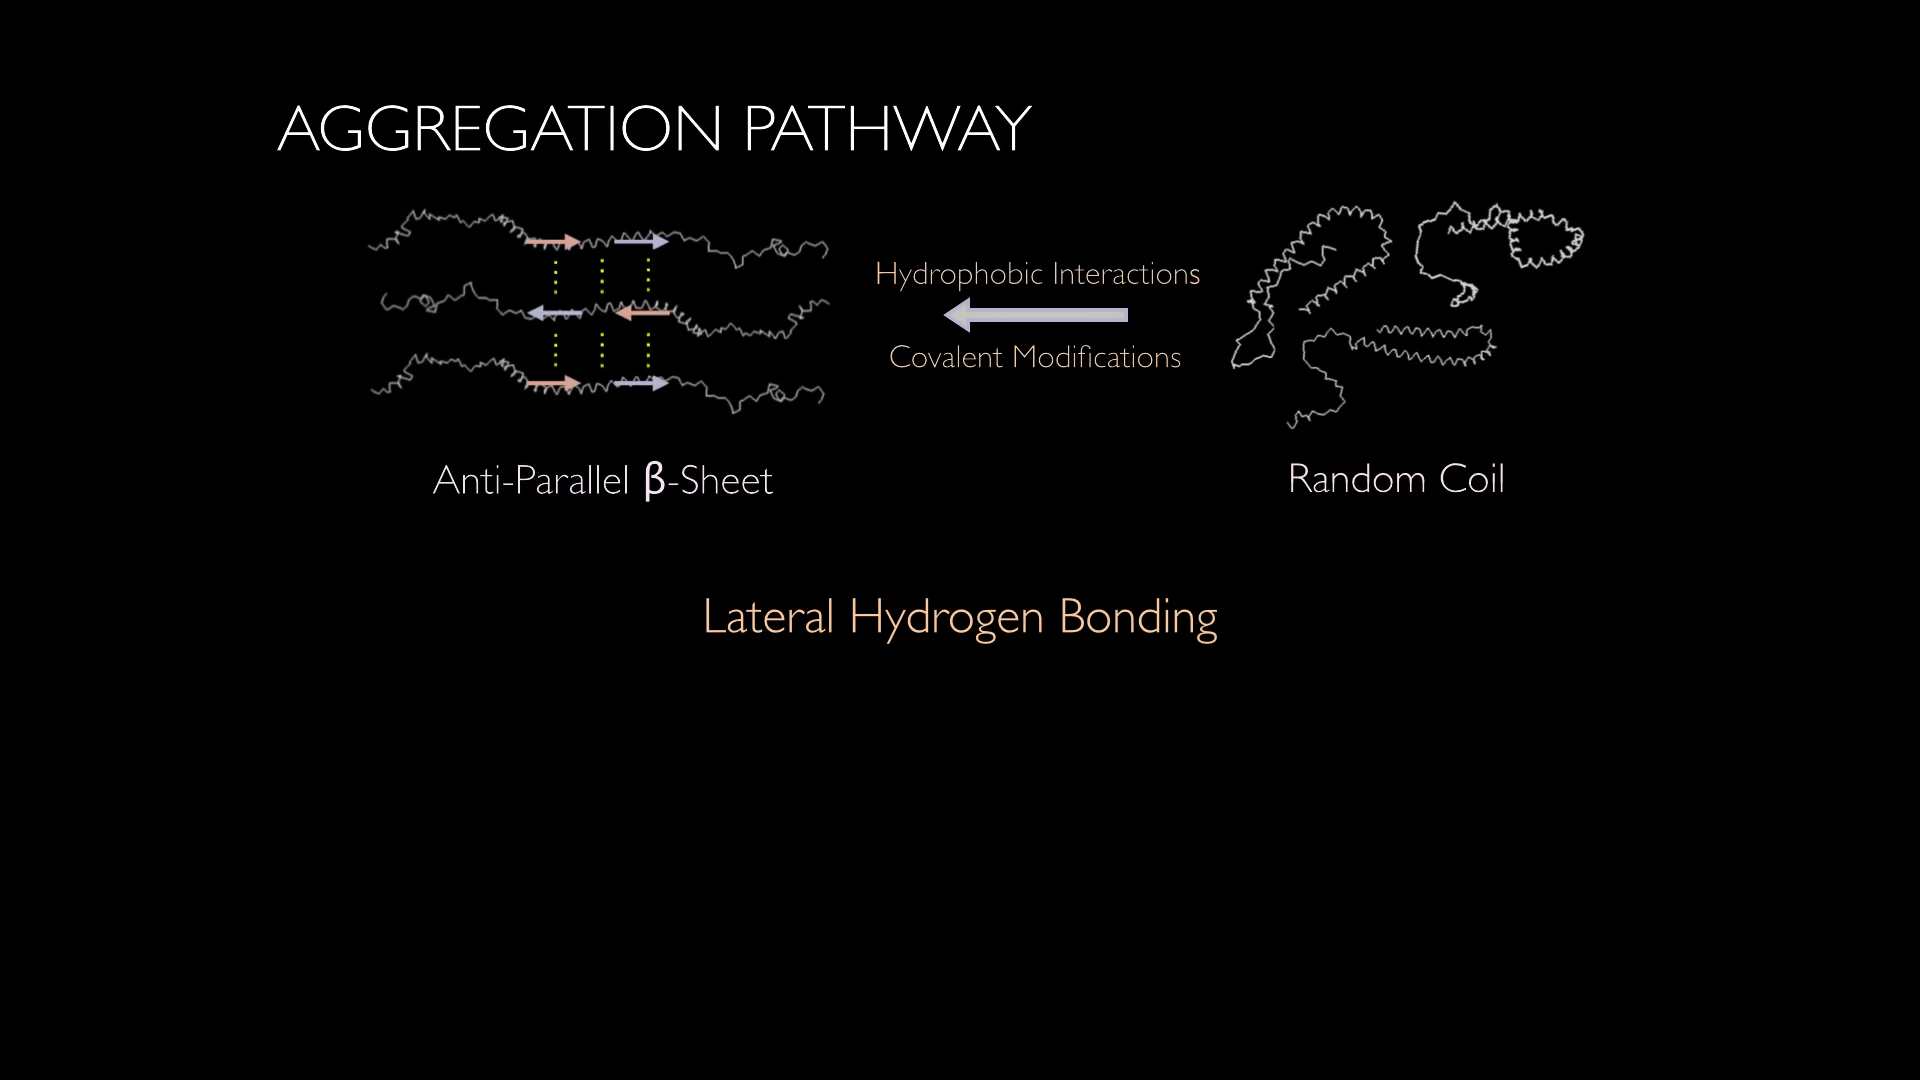 AGGREGATION PATHWAY
Hydrophobic Interactions
Covalent Modifications
Anti-Parallel β-Sheet
Random Coil
Lateral Hydrogen Bonding